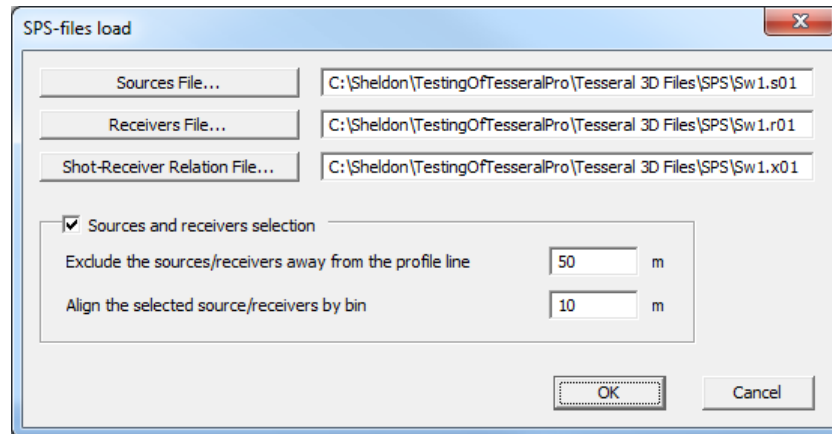 SPS-files load
Sources File... C:\Sheldon\TestingOfTesseralPro\Tesseral 3D Files\SPS\Sw1.s01
Receivers File... C:\Sheldon\TestingOfTesseralPro\Tesseral 3D Files\SPS\Sw1.r01
Shot-Receiver Relation File... C:\Sheldon\TestingOfTesseralPro\Tesseral 3D Files\SPS\Sw1.x01
Sources and receivers selection
Exclude the sources/receivers away from the profile line 50 m
Align the selected source/receivers by bin 10 m
OK Cancel